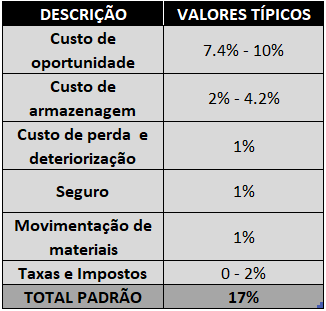 DESCRIÇÃO VALORES TÍPICOS
Custo de
oportunidade 7.4% - 10%
Custo de
armazenagem 2% - 4.2%
Custo de perda e
deteriorização 1%
Seguro 1%
Movimentação de
materiais 1%
Taxas e Impostos 0 - 2%
TOTAL PADRÃO 17%